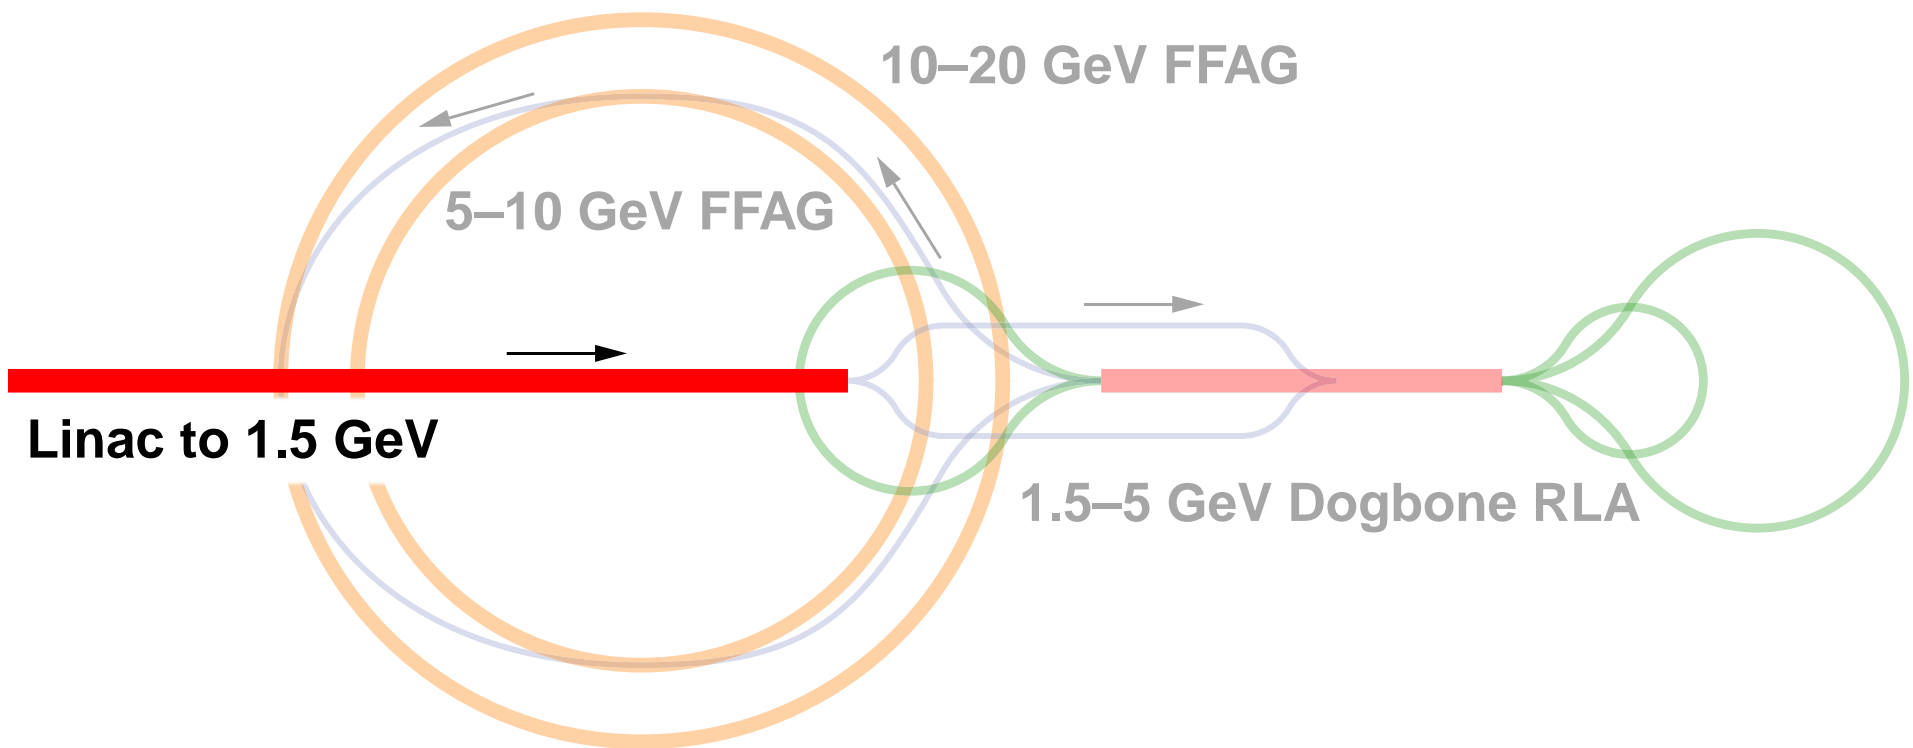 10–20 GeV FFAG
5–10 GeV FFAG
Linac to 1.5 GeV
1.5–5 GeV Dogbone RLA